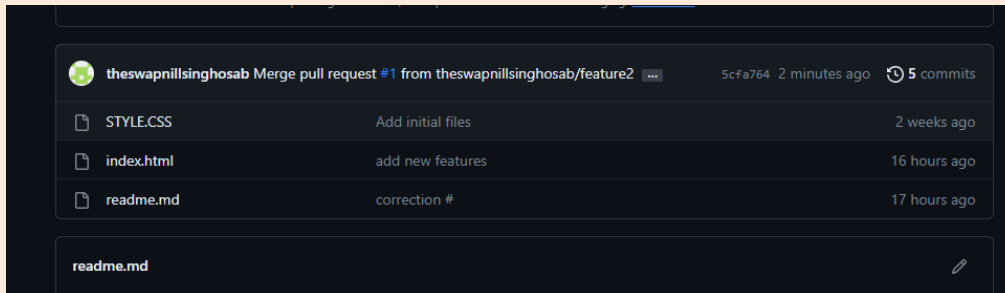 theswapnillsinghosab Merge pull request #1 from theswapnillsinghosab/feature2 ... 5cfa764 2 minutes ago 5 commits
STYLE.CSS Add initial files 2 weeks ago
index.html add new features 16 hours ago
readme.md correction # 17 hours ago
readme.md